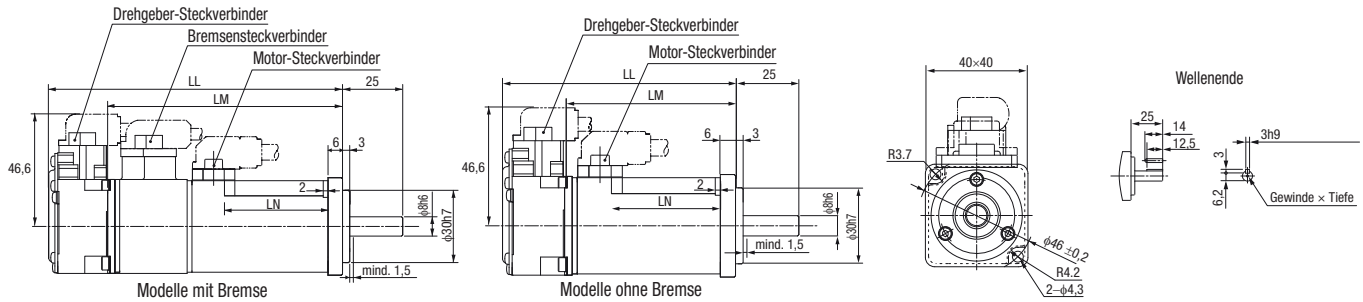 Drehgeber-Steckverbinder
Bremsensteckverbinder
Motor-Steckverbinder
LL
25
LM
46,6
6
3
2
LN
φ8h6
φ30h7
mind. 1,5
Modelle mit Bremse
Drehgeber-Steckverbinder
Motor-Steckverbinder
LL
25
LM
46,6
6
3
2
LN
φ8h6
φ30h7
mind. 1,5
Modelle ohne Bremse
40×40
R3.7
φ46 ±0,2
R4.2
2−φ4,3
Wellenende
25
14
12,5
3h9
3
6,2
Gewinde × Tiefe